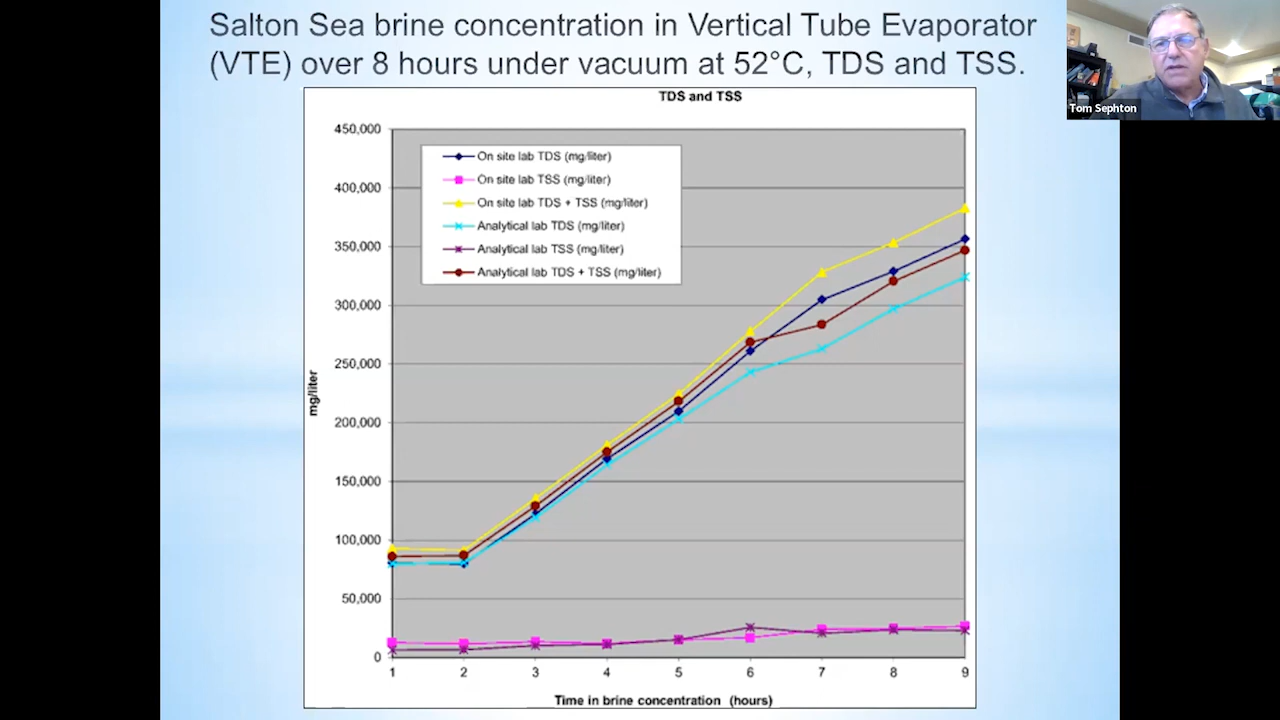 Salton Sea brine concentration in Vertical Tube Evaporator
(VTE) over 8 hours under vacuum at 52°C, TDS and TSS.
Tom Sephton
TDS and TSS
450,000
400,000
350,000
300,000
250,000
200,000
150,000
100,000
50,000
0
mg/liter
On site lab TDS (mg/liter)
On site lab TSS (mg/liter)
On site lab TDS + TSS (mg/liter)
Analytical lab TDS (mg/liter)
Analytical lab TSS (mg/liter)
Analytical lab TDS + TSS (mg/liter)
1 2 3 4 5 6 7 8 9
Time in brine concentration (hours)